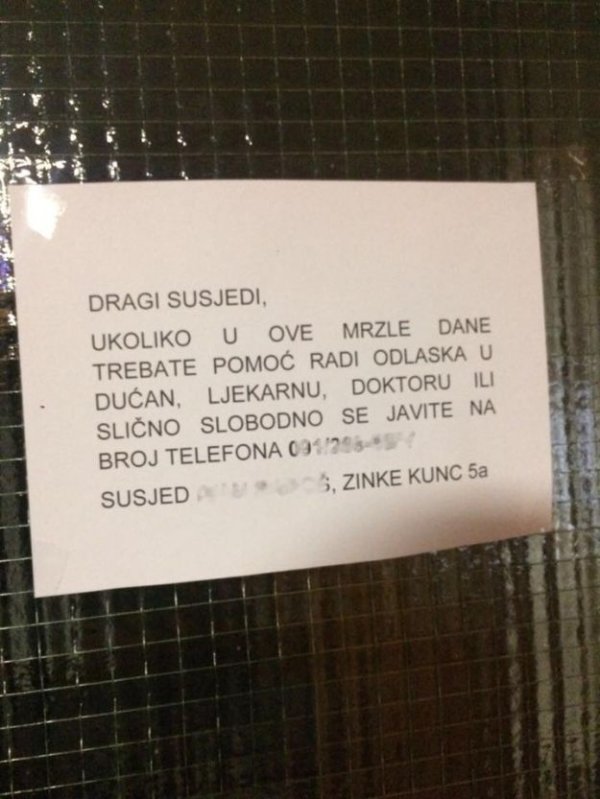 DRAGI SUSJEDI,
UKOLIKO U OVE MRZLE DANE
TREBATE POMOĆ RADI ODLASKA U
DUĆAN, LJEKARNU, DOKTORU ILI
SLIČNO SLOBODNO SE JAVITE NA
BROJ TELEFONA
SUSJED , ZINKE KUNC 5a